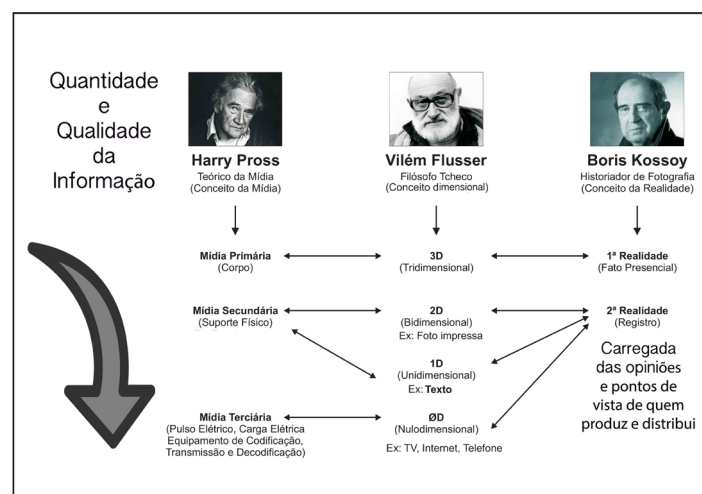 Quantidade
e
Qualidade
da
Informação
Harry Pross
Teórico da Mídia
(Conceito da Mídia)
Vilém Flusser
Filósofo Tcheco
(Conceito dimensional)
Boris Kossoy
Historiador de Fotografia
(Conceito da Realidade)
Mídia Primária
(Corpo)
3D
(Tridimensional)
1ª Realidade
(Fato Presencial)
Mídia Secundária
(Suporte Físico)
2D
(Bidimensional)
Ex: Foto impressa
2ª Realidade
(Registro)
1D
(Unidimensional)
Ex: Texto
Carregada
das opiniões
e pontos de
vista de quem
produz e distribui
Mídia Terciária
(Pulso Elétrico, Carga Elétrica
Equipamento de Codificação,
Transmissão e Decodificação)
ØD
(Nulodimensional)
Ex: TV, Internet, Telefone